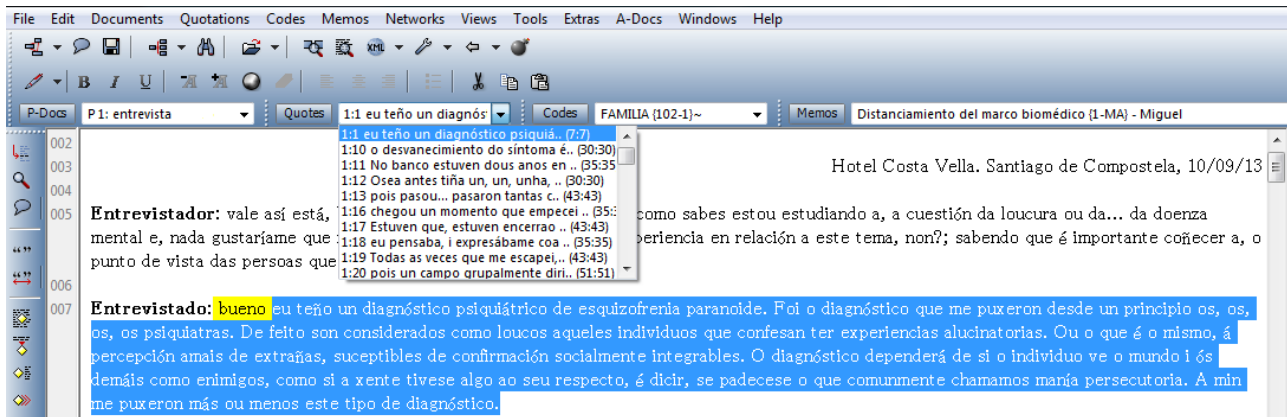 File Edit Documents Quotations Codes Memos Networks Views Tools Extras A-Docs Windows Help
XML
B I U A A
P-Docs P 1: entrevista Quotes 1:1 eu teño un diagnós Codes FAMILIA {102-1}~ Memos Distanciamiento del marco biomédico {1-MA} - Miguel
1:1 eu teño un diagnóstico psiquiá.. (7:7)
1:10 o desvanecimento do síntoma é.. (30:30)
1:11 No banco estuven dous anos en .. (35:35
1:12 Osea antes tiña un, un, unha, .. (30:30)
1:13 pois pasou... pasaron tantas c.. (43:43)
1:16 chegou un momento que empecei .. (35:
1:17 Estuven que, estuven encerrao .. (43:43)
1:18 eu pensaba, i expresábame coa .. (35:35)
1:19 Todas as veces que me escapei,.. (43:43)
1:20 pois un campo grupalmente diri.. (51:51)
002
003 Hotel Costa Vella. Santiago de Compostela, 10/09/13
004
005 Entrevistador: vale así está, como sabes estou estudiando a, a cuestión da loucura ou da... da doenza
mental e, nada gustaríame que periencia en relación a este tema, non?; sabendo que é importante coñecer a, o
punto de vista das persoas que
006
007 Entrevistado: bueno eu teño un diagnóstico psiquiátrico de esquizofrenia paranoide. Foi o diagnóstico que me puxeron desde un principio os, os,
os, os psiquiatras. De feito son considerados como loucos aqueles individuos que confesan ter experiencias alucinatorias. Ou o que é o mismo, á
percepción amais de extrañas, suceptibles de confirmación socialmente integrables. O diagnóstico dependerá de si o individuo ve o mundo i ós
demáis como enimigos, como si a xente tivese algo ao seu respecto, é dicir, se padecese o que comunmente chamamos manía persecutoria. A min
me puxeron más ou menos este tipo de diagnóstico.